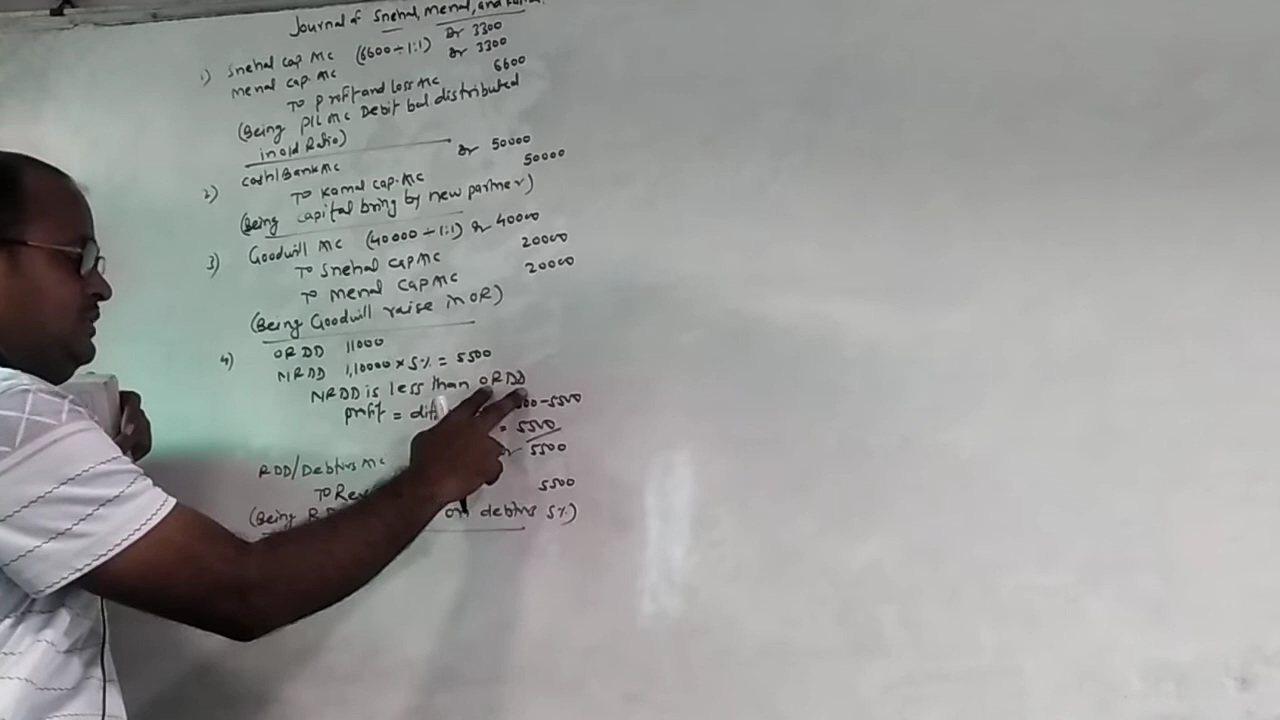 Journal of Snehal, Menal, and
1) Snehal Cap A/c (6600÷1:1) Dr 3300
Menal cap. A/c Dr 3300
To Profit and Loss A/c 6600
(Being P/L A/c Debit bal. distributed
in old Ratio)
2) Cash/Bank A/c Dr 50000
To Kamal Cap. A/c 50000
(Being capital bring by new partner)
3) Goodwill A/c (40000÷1:1) Dr 40000
To Snehal Cap A/c 20000
To Menal Cap A/c 20000
(Being Goodwill raise in OR)
4) ORDD 11000
NRDD 1,10000 × 5% = 5500
NRDD is less than ORDD
Profit = -5500
= 5500
RDD/Debtors A/c 5500
To 5500
(Being on debtors 5%)